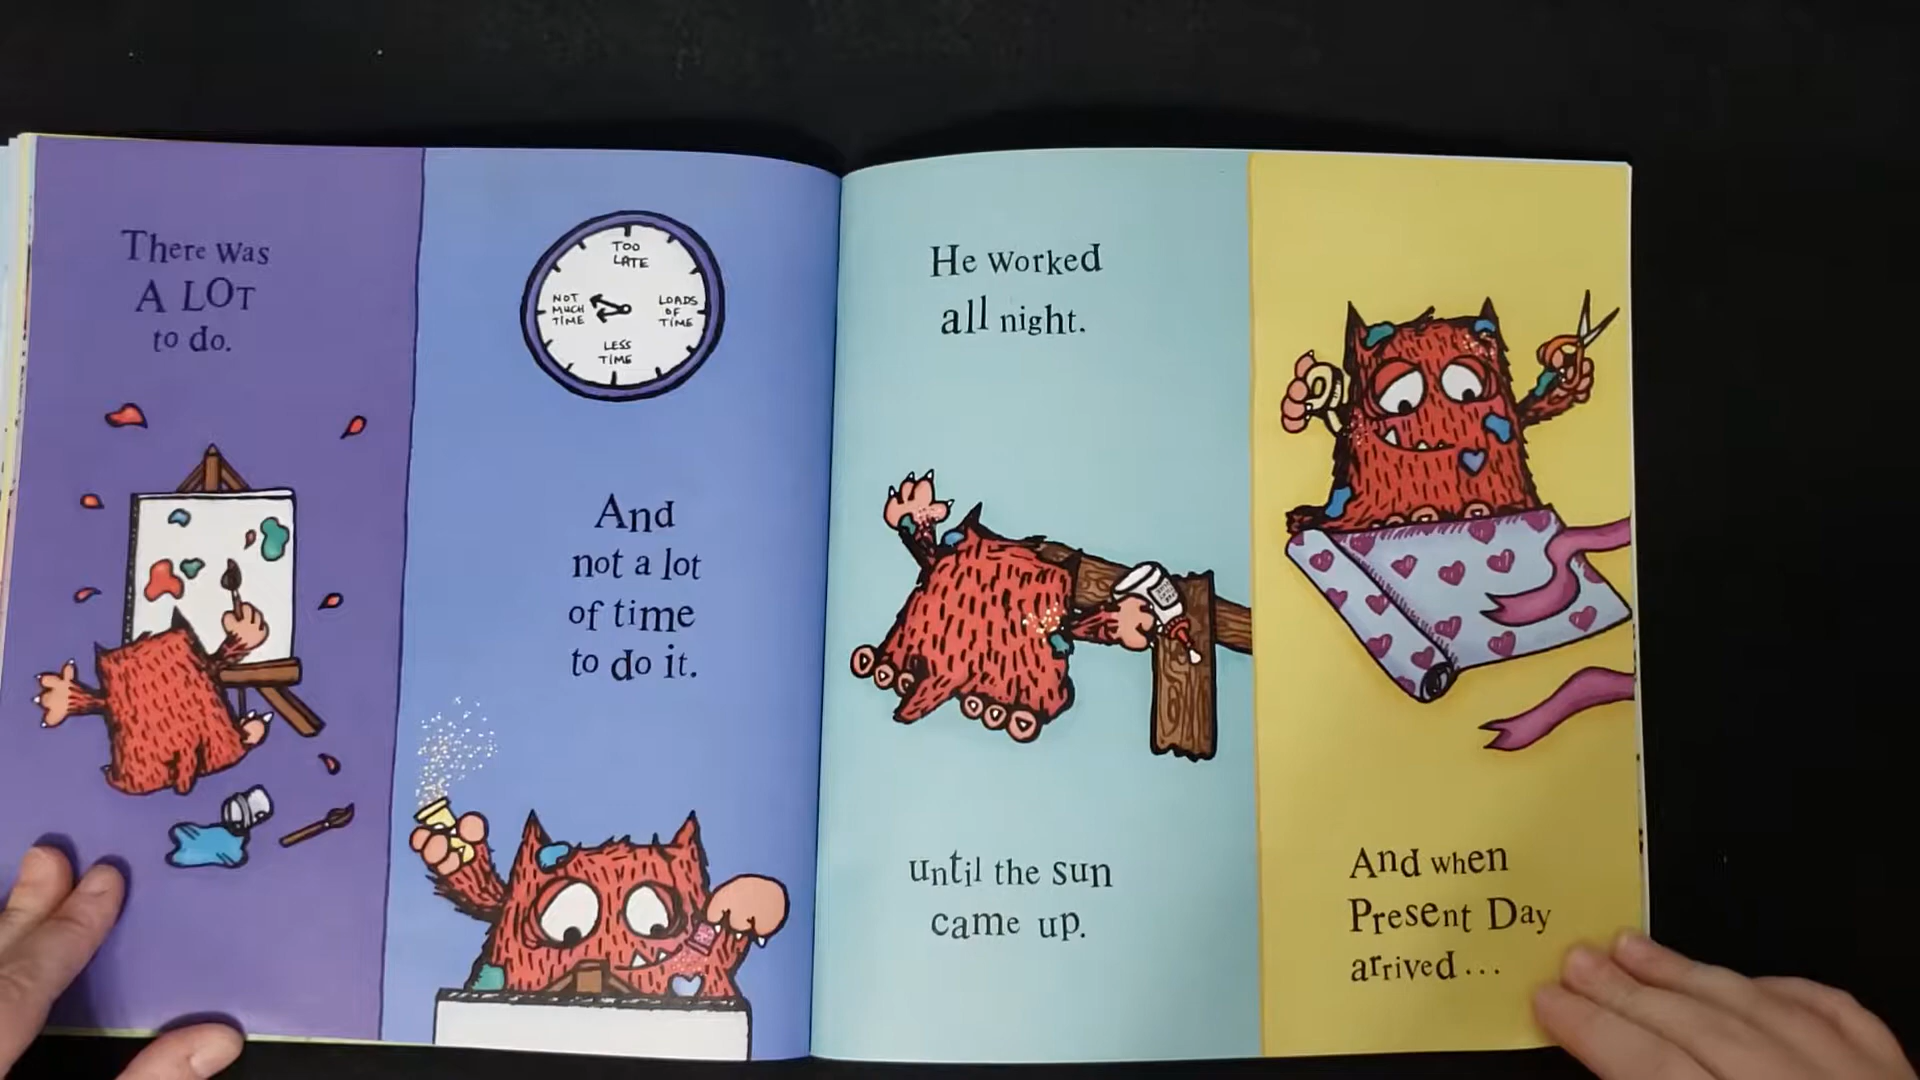 There was
A LOT
to do.
TOO
LATE
NOT
MUCH
TIME
LOADS
OF
TIME
LESS
TIME
And
not a lot
of time
to do it.
He worked
all night.
until the sun
came up.
And when
Present Day
arrived...